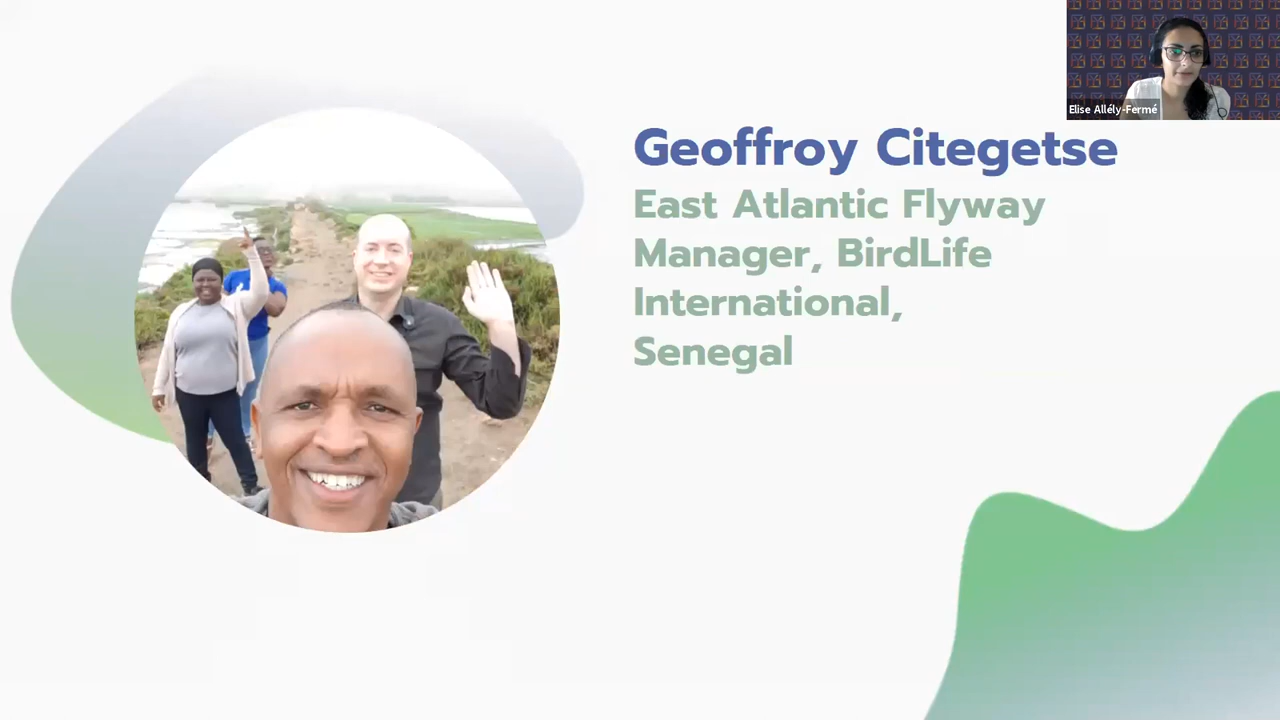 Elise Allély-Fermé
Geoffroy Citegetse
East Atlantic Flyway
Manager, BirdLife
International,
Senegal